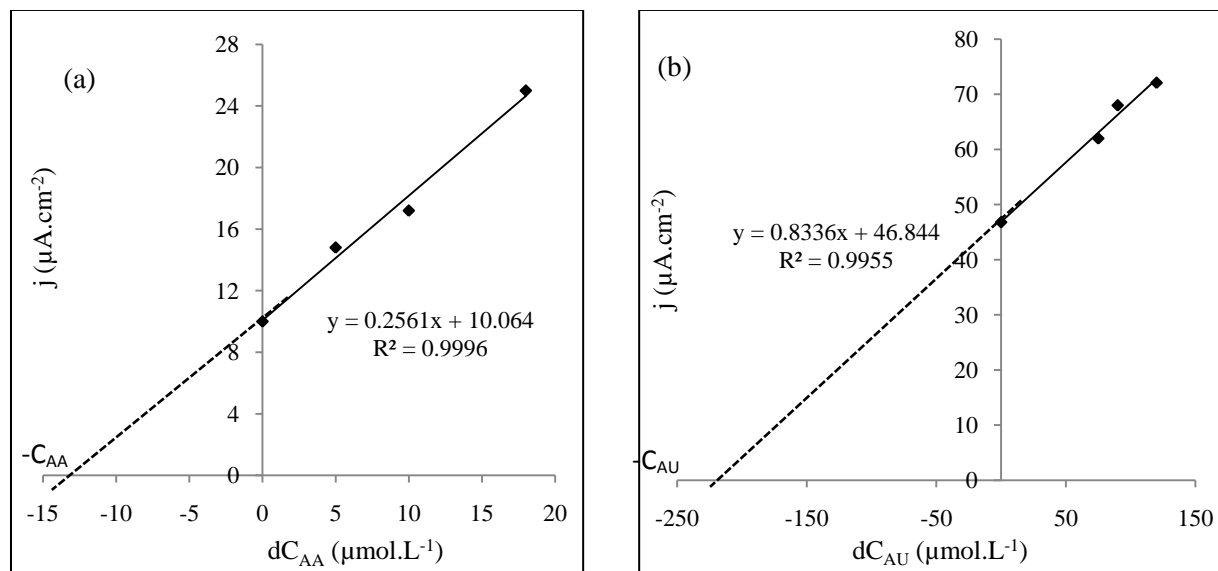 (a)
28
24
20
16
12
8
4
0
j (µA.cm-2)
y = 0.2561x + 10.064
R² = 0.9996
-CAA
-15 -10 -5 0 5 10 15 20
dCAA (µmol.L-1)
(b)
80
70
60
50
40
30
20
10
0
j (µA.cm-2)
y = 0.8336x + 46.844
R² = 0.9955
-CAU
-250 -150 -50 50 150
dCAU (µmol.L-1)